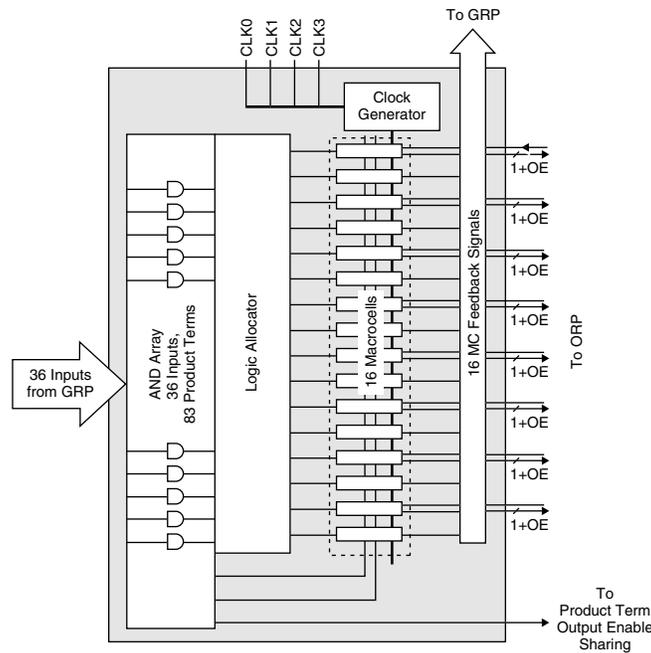 To GRP
CLK0
CLK1
CLK2
CLK3
Clock
Generator
1+OE
1+OE
1+OE
1+OE
1+OE
1+OE
1+OE
1+OE
36 Inputs
from GRP
AND Array
36 Inputs,
83 Product Terms
Logic Allocator
16 Macrocells
16 MC Feedback Signals
To ORP
To
Product Term
Output Enable
Sharing